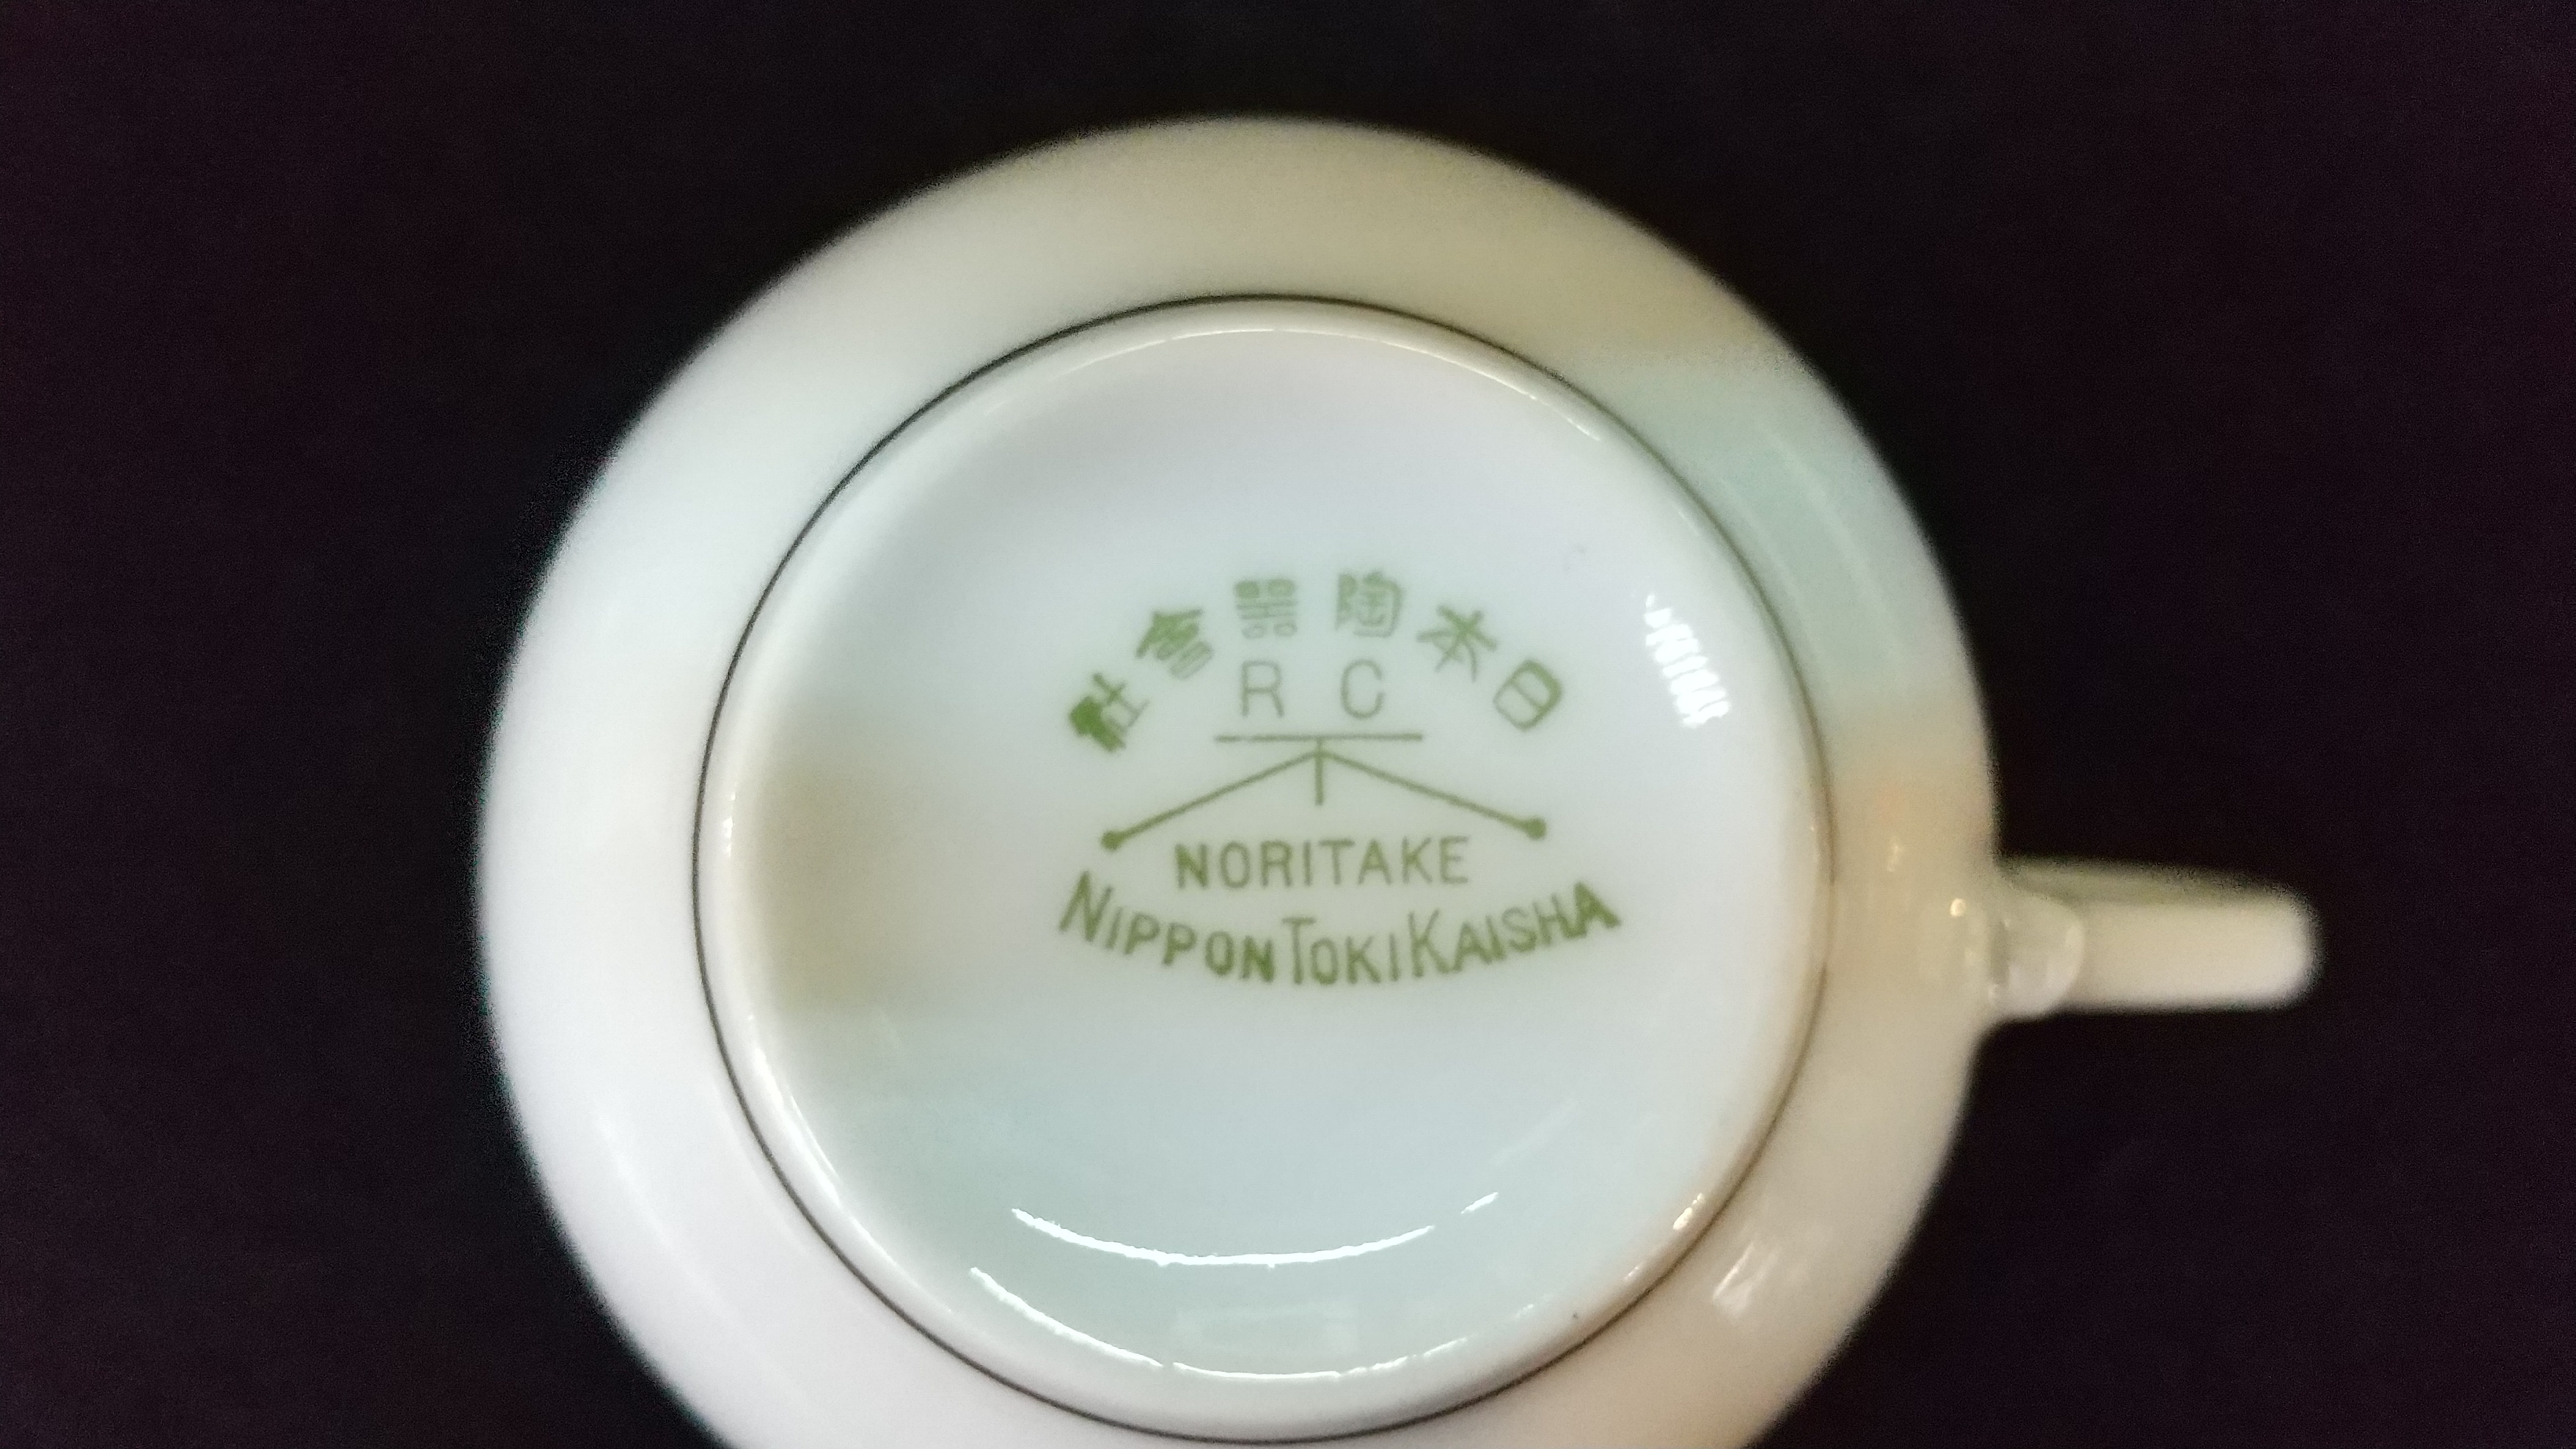 日本陶器會社
R C
NORITAKE
NIPPON TOKI KAISHA